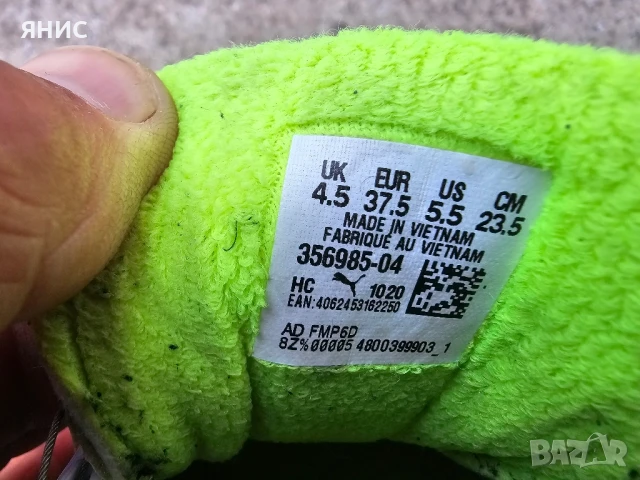 ЯНИС
UK EUR US CM
4.5 37.5 5.5 23.5
MADE IN VIETNAM
FABRIQUÉ AU VIETNAM
356985-04
HC 1020
EAN: 4062453162250
AD FMP6D
8Z%00005 4800399903_1
BAZAR